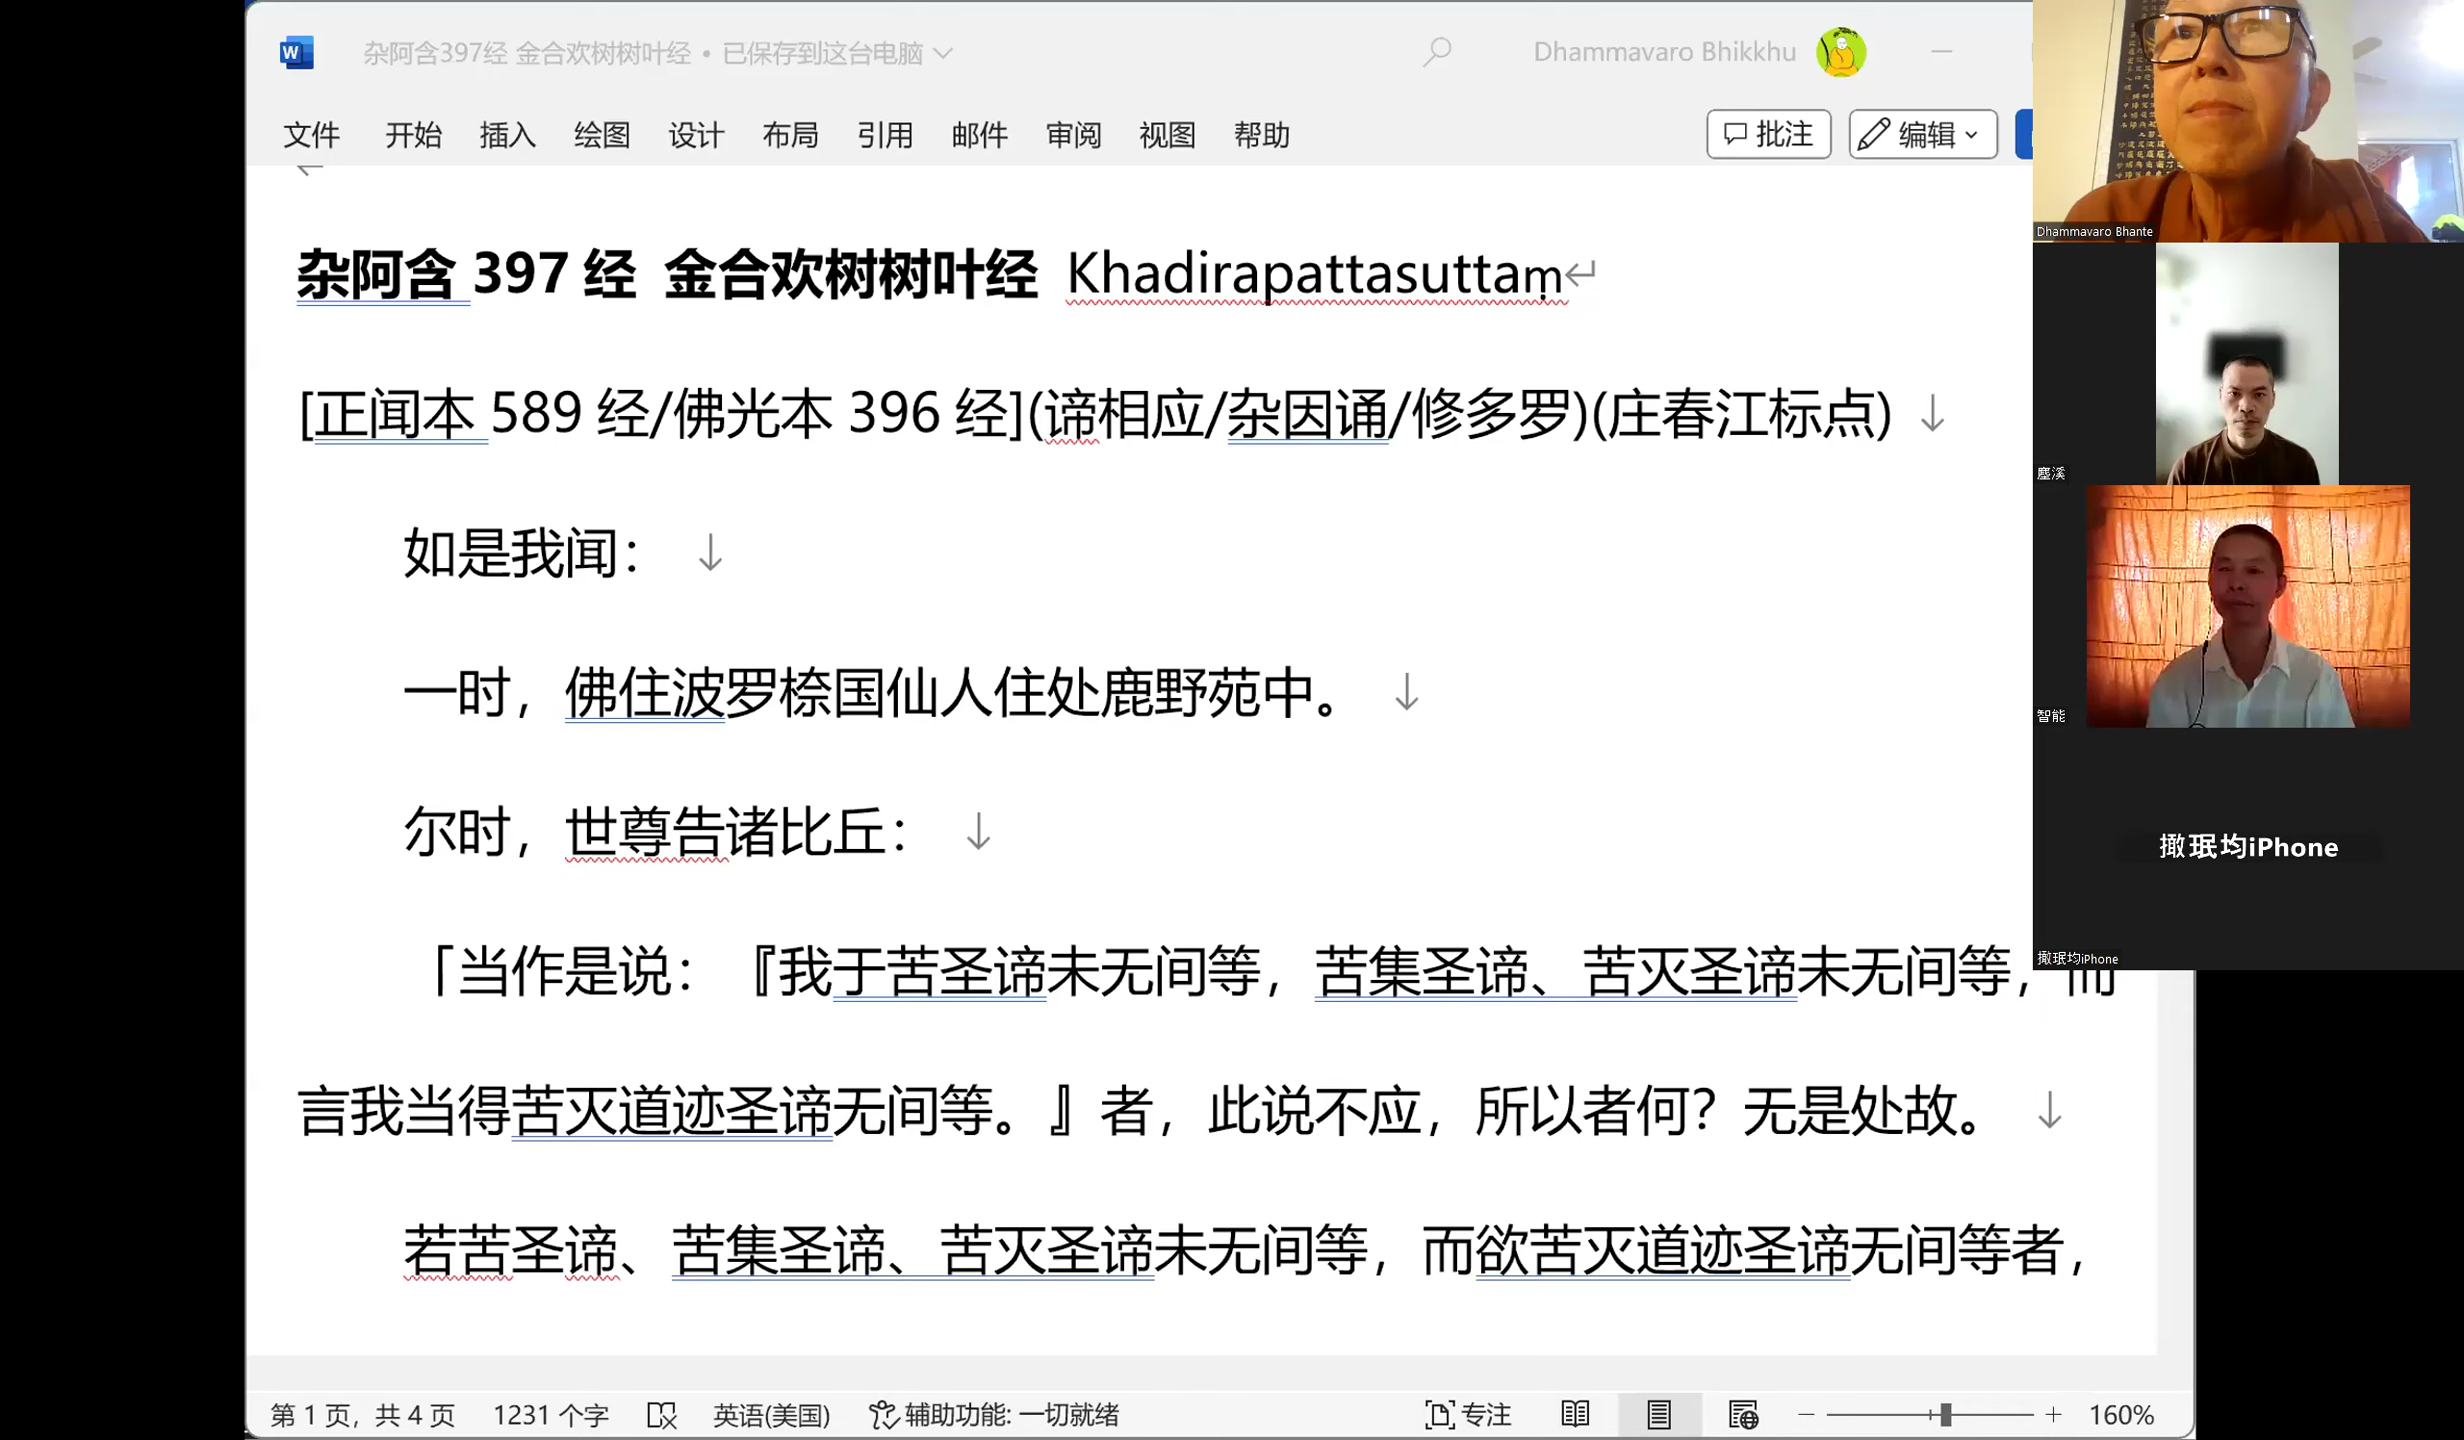 杂阿含397经 金合欢树树叶经 • 已保存到这台电脑
Dhammavaro Bhikkhu
文件 开始 插入 绘图 设计 布局 引用 邮件 审阅 视图 帮助
批注 编辑
杂阿含 397 经 金合欢树树叶经 Khadirapattasuttaṃ
[正闻本 589 经/佛光本 396 经](谛相应/杂因诵/修多罗)(庄春江标点)
如是我闻：
一时，佛住波罗㮈国仙人住处鹿野苑中。
尔时，世尊告诸比丘：
「当作是说：『我于苦圣谛未无间等，苦集圣谛、苦灭圣谛未无间等，而
言我当得苦灭道迹圣谛无间等。』者，此说不应，所以者何？无是处故。
若苦圣谛、苦集圣谛、苦灭圣谛未无间等，而欲苦灭道迹圣谛无间等者，
第 1 页，共 4 页 1231 个字 英语(美国) 辅助功能: 一切就绪 专注 160%
Dhammavaro Bhante
塵溪
智能
撖珉均iPhone
撖珉均iPhone